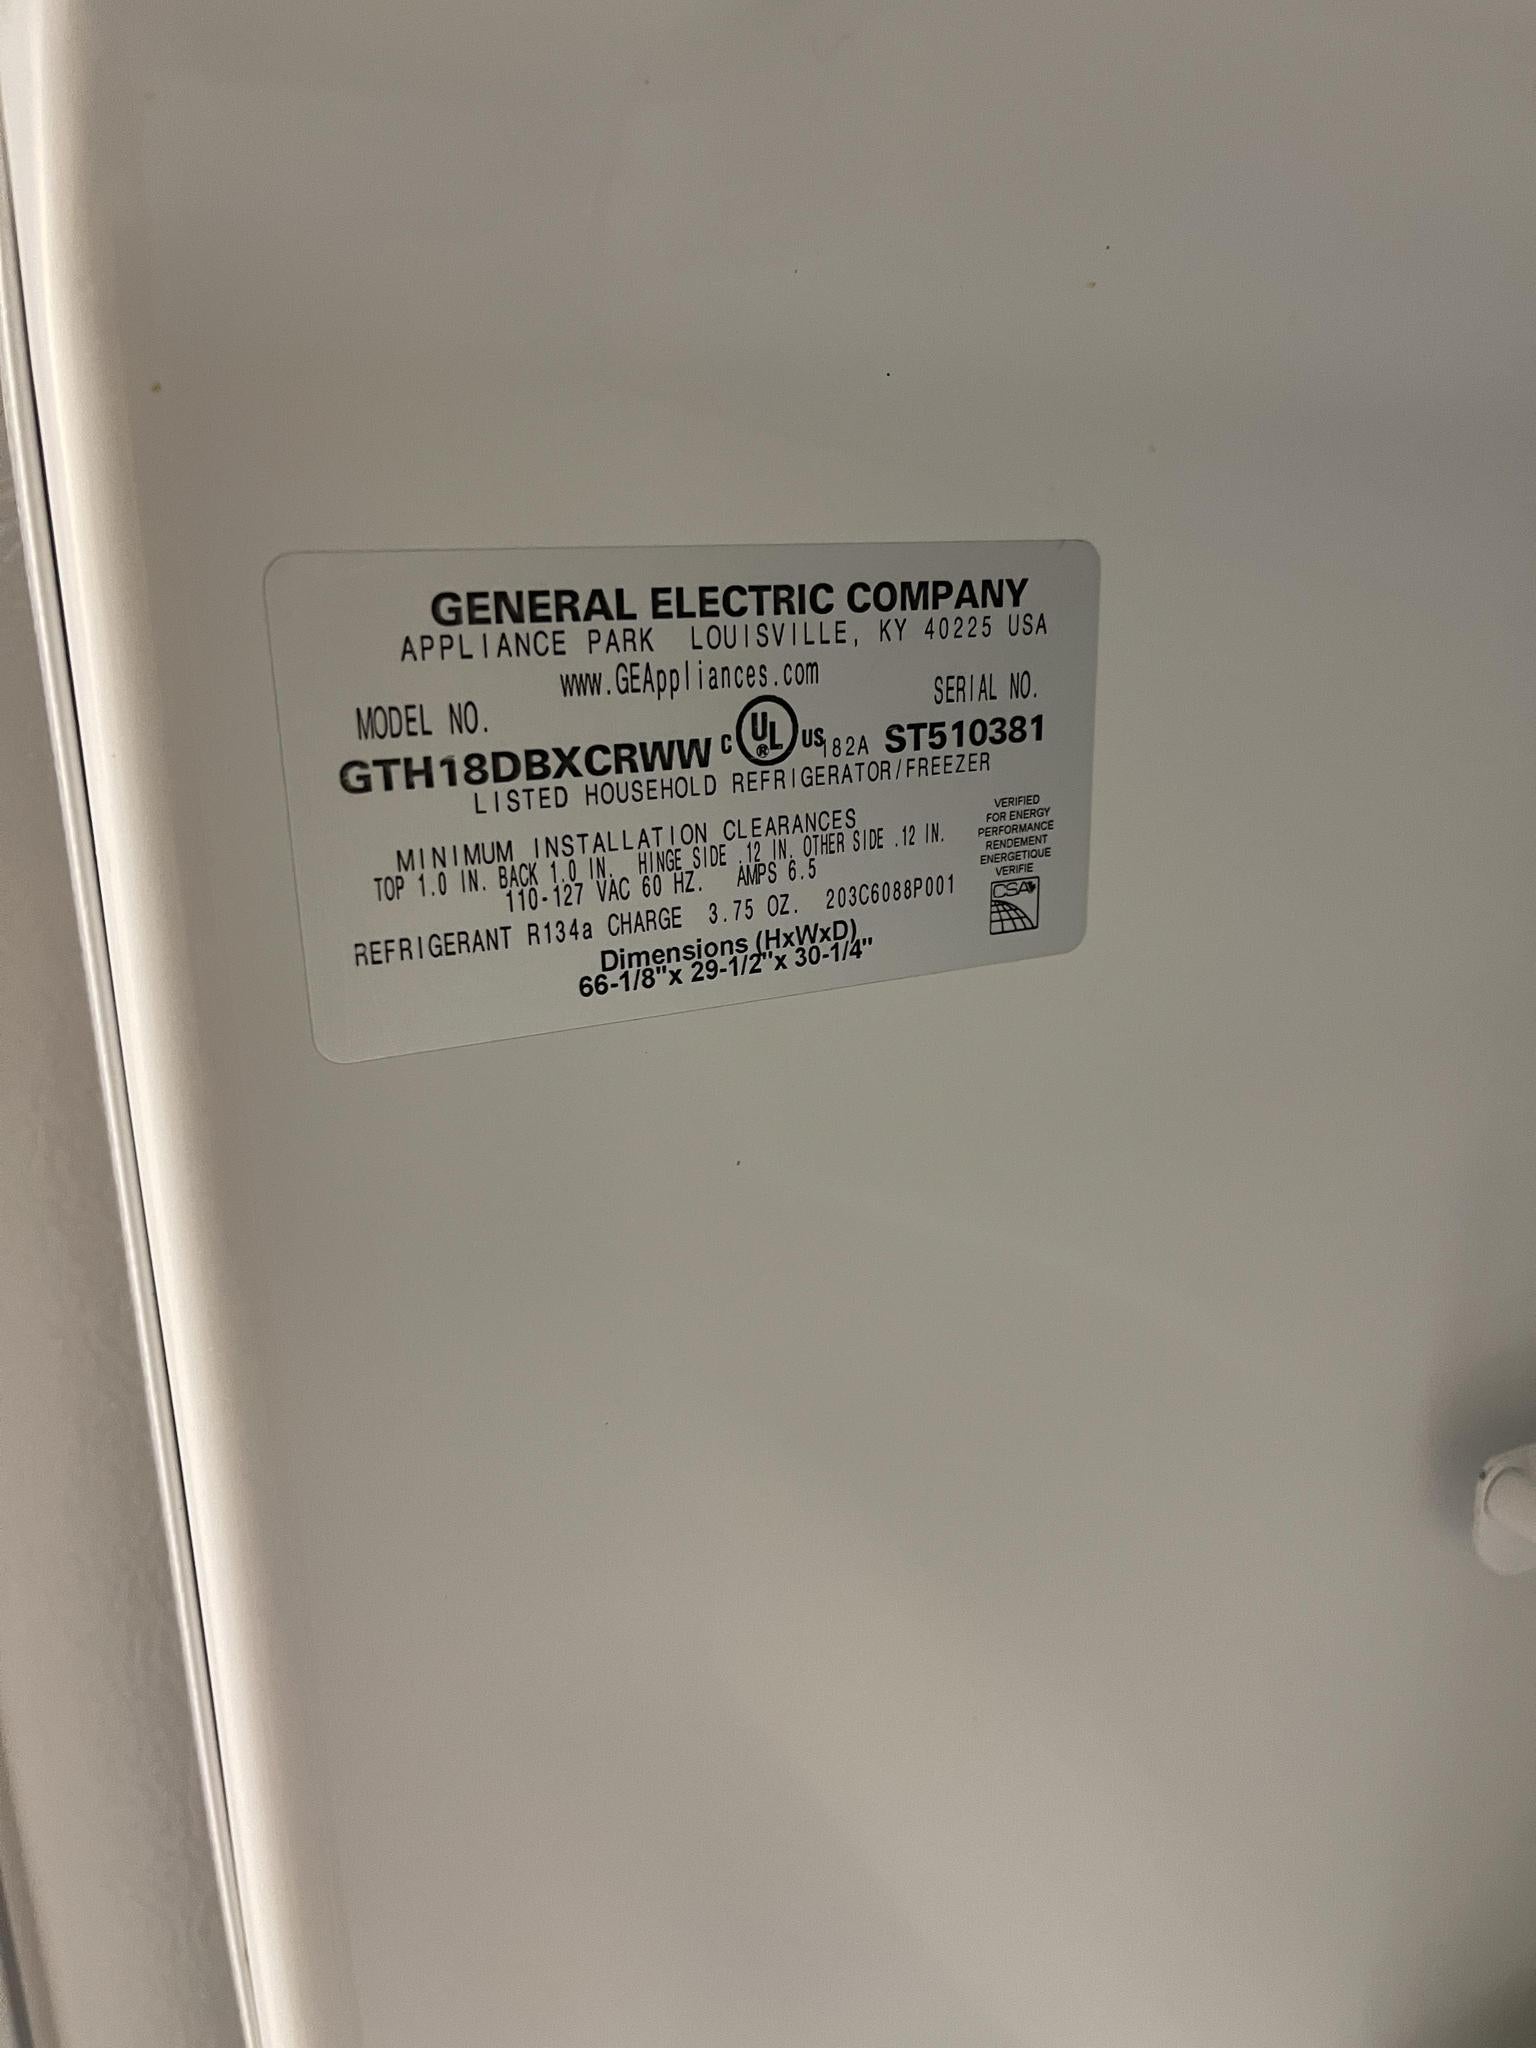 GENERAL ELECTRIC COMPANY
APPLIANCE PARK LOUISVILLE, KY 40225 USA
www.GEAppliances.com
MODEL NO. SERIAL NO.
GTH18DBXCRWW C UL ® US 182A ST510381
LISTED HOUSEHOLD REFRIGERATOR/FREEZER
MINIMUM INSTALLATION CLEARANCES
TOP 1.0 IN. BACK 1.0 IN. HINGE SIDE .12 IN. OTHER SIDE .12 IN.
110-127 VAC 60 HZ. AMPS 6.5
REFRIGERANT R134a CHARGE 3.75 OZ. 203C6088P001
Dimensions (HxWxD)
66-1/8"x 29-1/2"x 30-1/4"
VERIFIED
FOR ENERGY
PERFORMANCE
RENDEMENT
ENERGETIQUE
VERIFIE
CSA